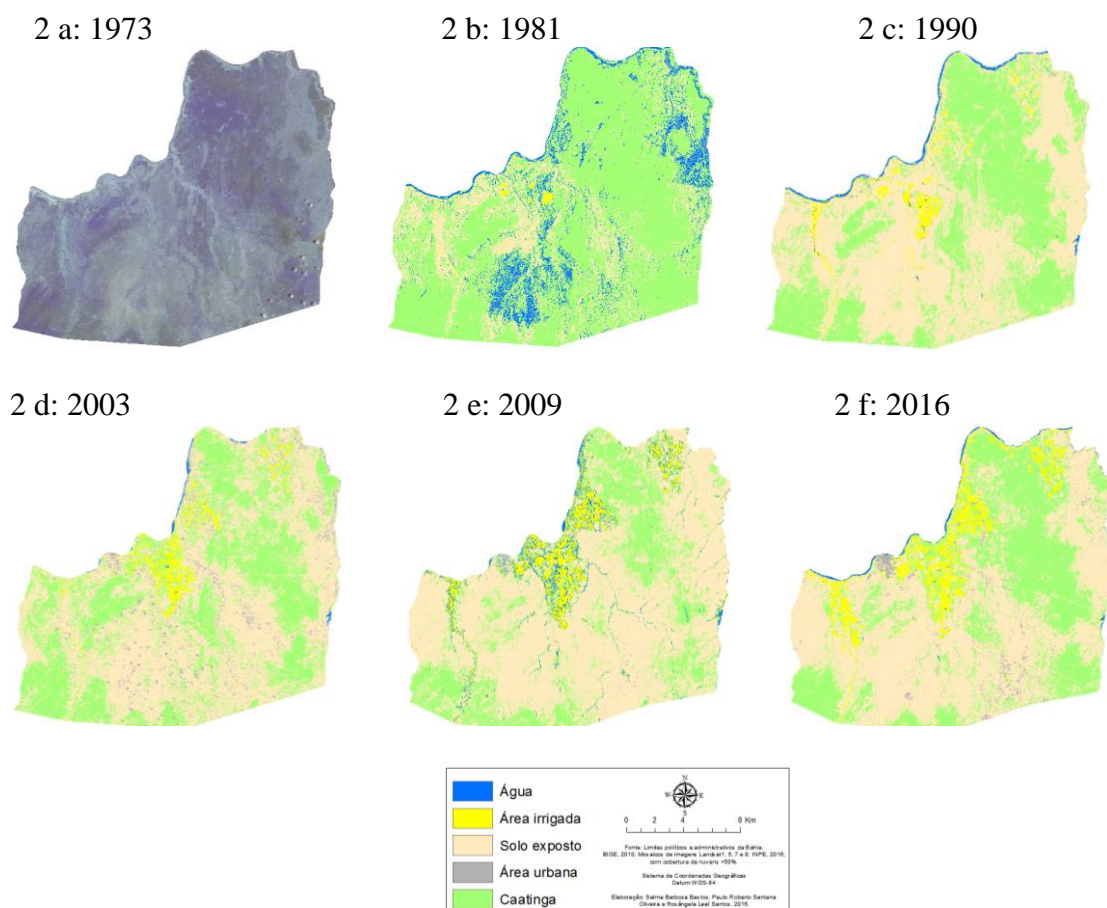 2 a: 1973
2 b: 1981
2 c: 1990
2 d: 2003
2 e: 2009
2 f: 2016
Água
Área irrigada
Solo exposto
Área urbana
Caatinga
N
W E
S
0 2 4 8 Km
Fonte: Limites políticos e administrativos da Bahia:
IBGE, 2010; Mosaicos de imagens Landsat1, 5, 7 e 8: INPE, 2016,
com cobertura de nuvens <50%.
Sistema de Coordenadas Geográficas
Datum WGS-84
Elaboração: Selma Barbosa Bastos; Paulo Roberto Santana
Oliveira e Rosângela Leal Santos, 2016